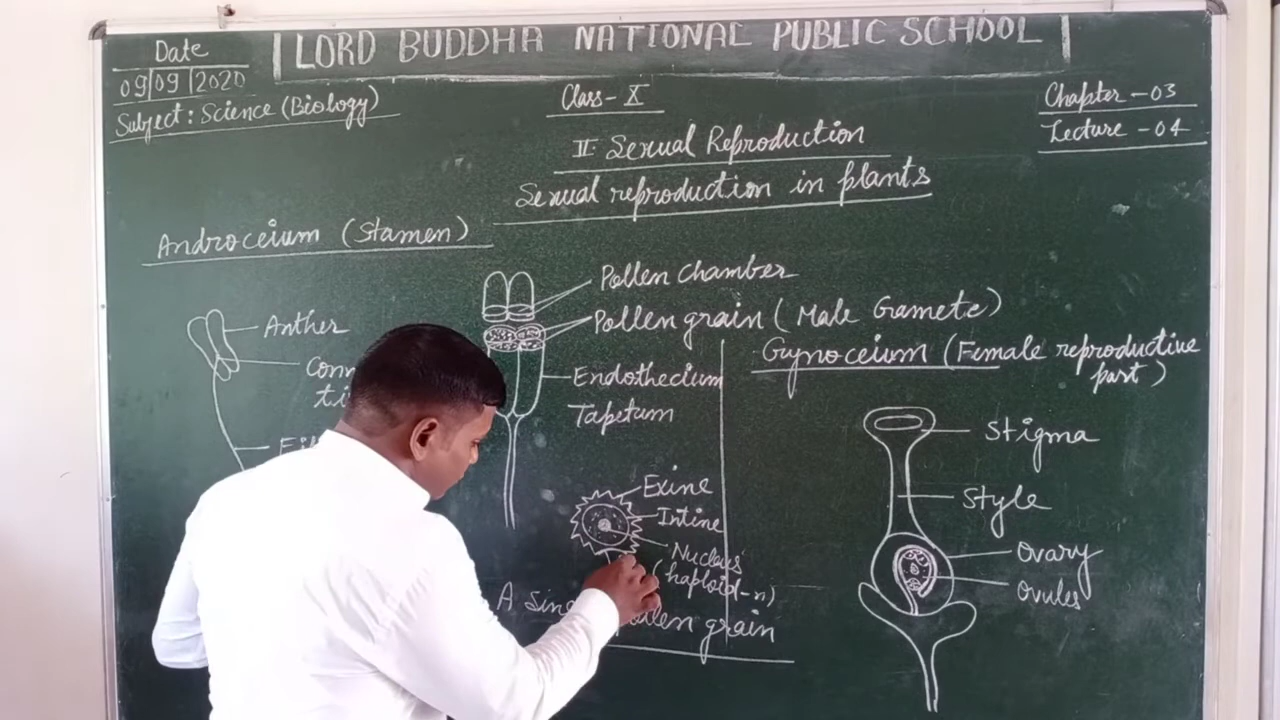 LORD BUDDHA NATIONAL PUBLIC SCHOOL
Date
09/09/2020
Subject: Science (Biology)
Class - X
Chapter - 03
Lecture - 04
II. Sexual Reproduction
Sexual reproduction in plants
Androceium (Stamen)
Anther
Pollen chamber
Pollen grain (Male Gamete)
Endothecium
Tapetum
Exine
Intine
Nucleus
(haploid-n)
A
grain
Gynoceium (Female reproductive
part)
Stigma
Style
Ovary
Ovules